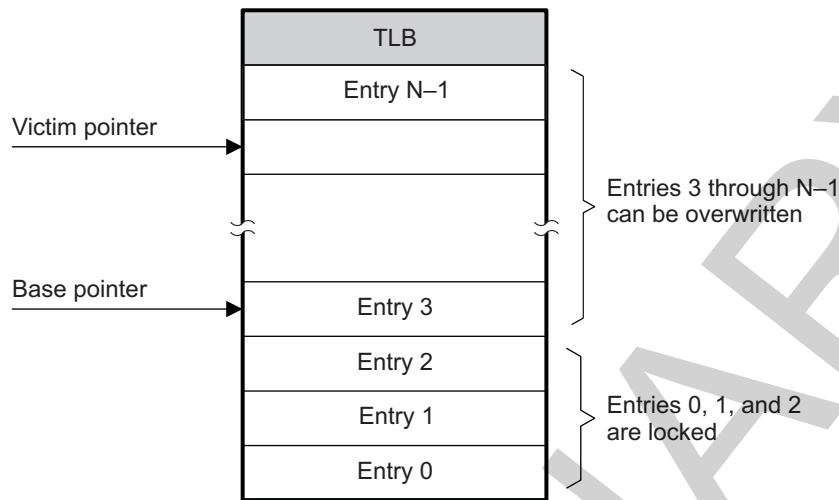 TLB
Entry N–1
Victim pointer
Entries 3 through N–1
can be overwritten
Base pointer
Entry 3
Entry 2
Entries 0, 1, and 2
are locked
Entry 1
Entry 0